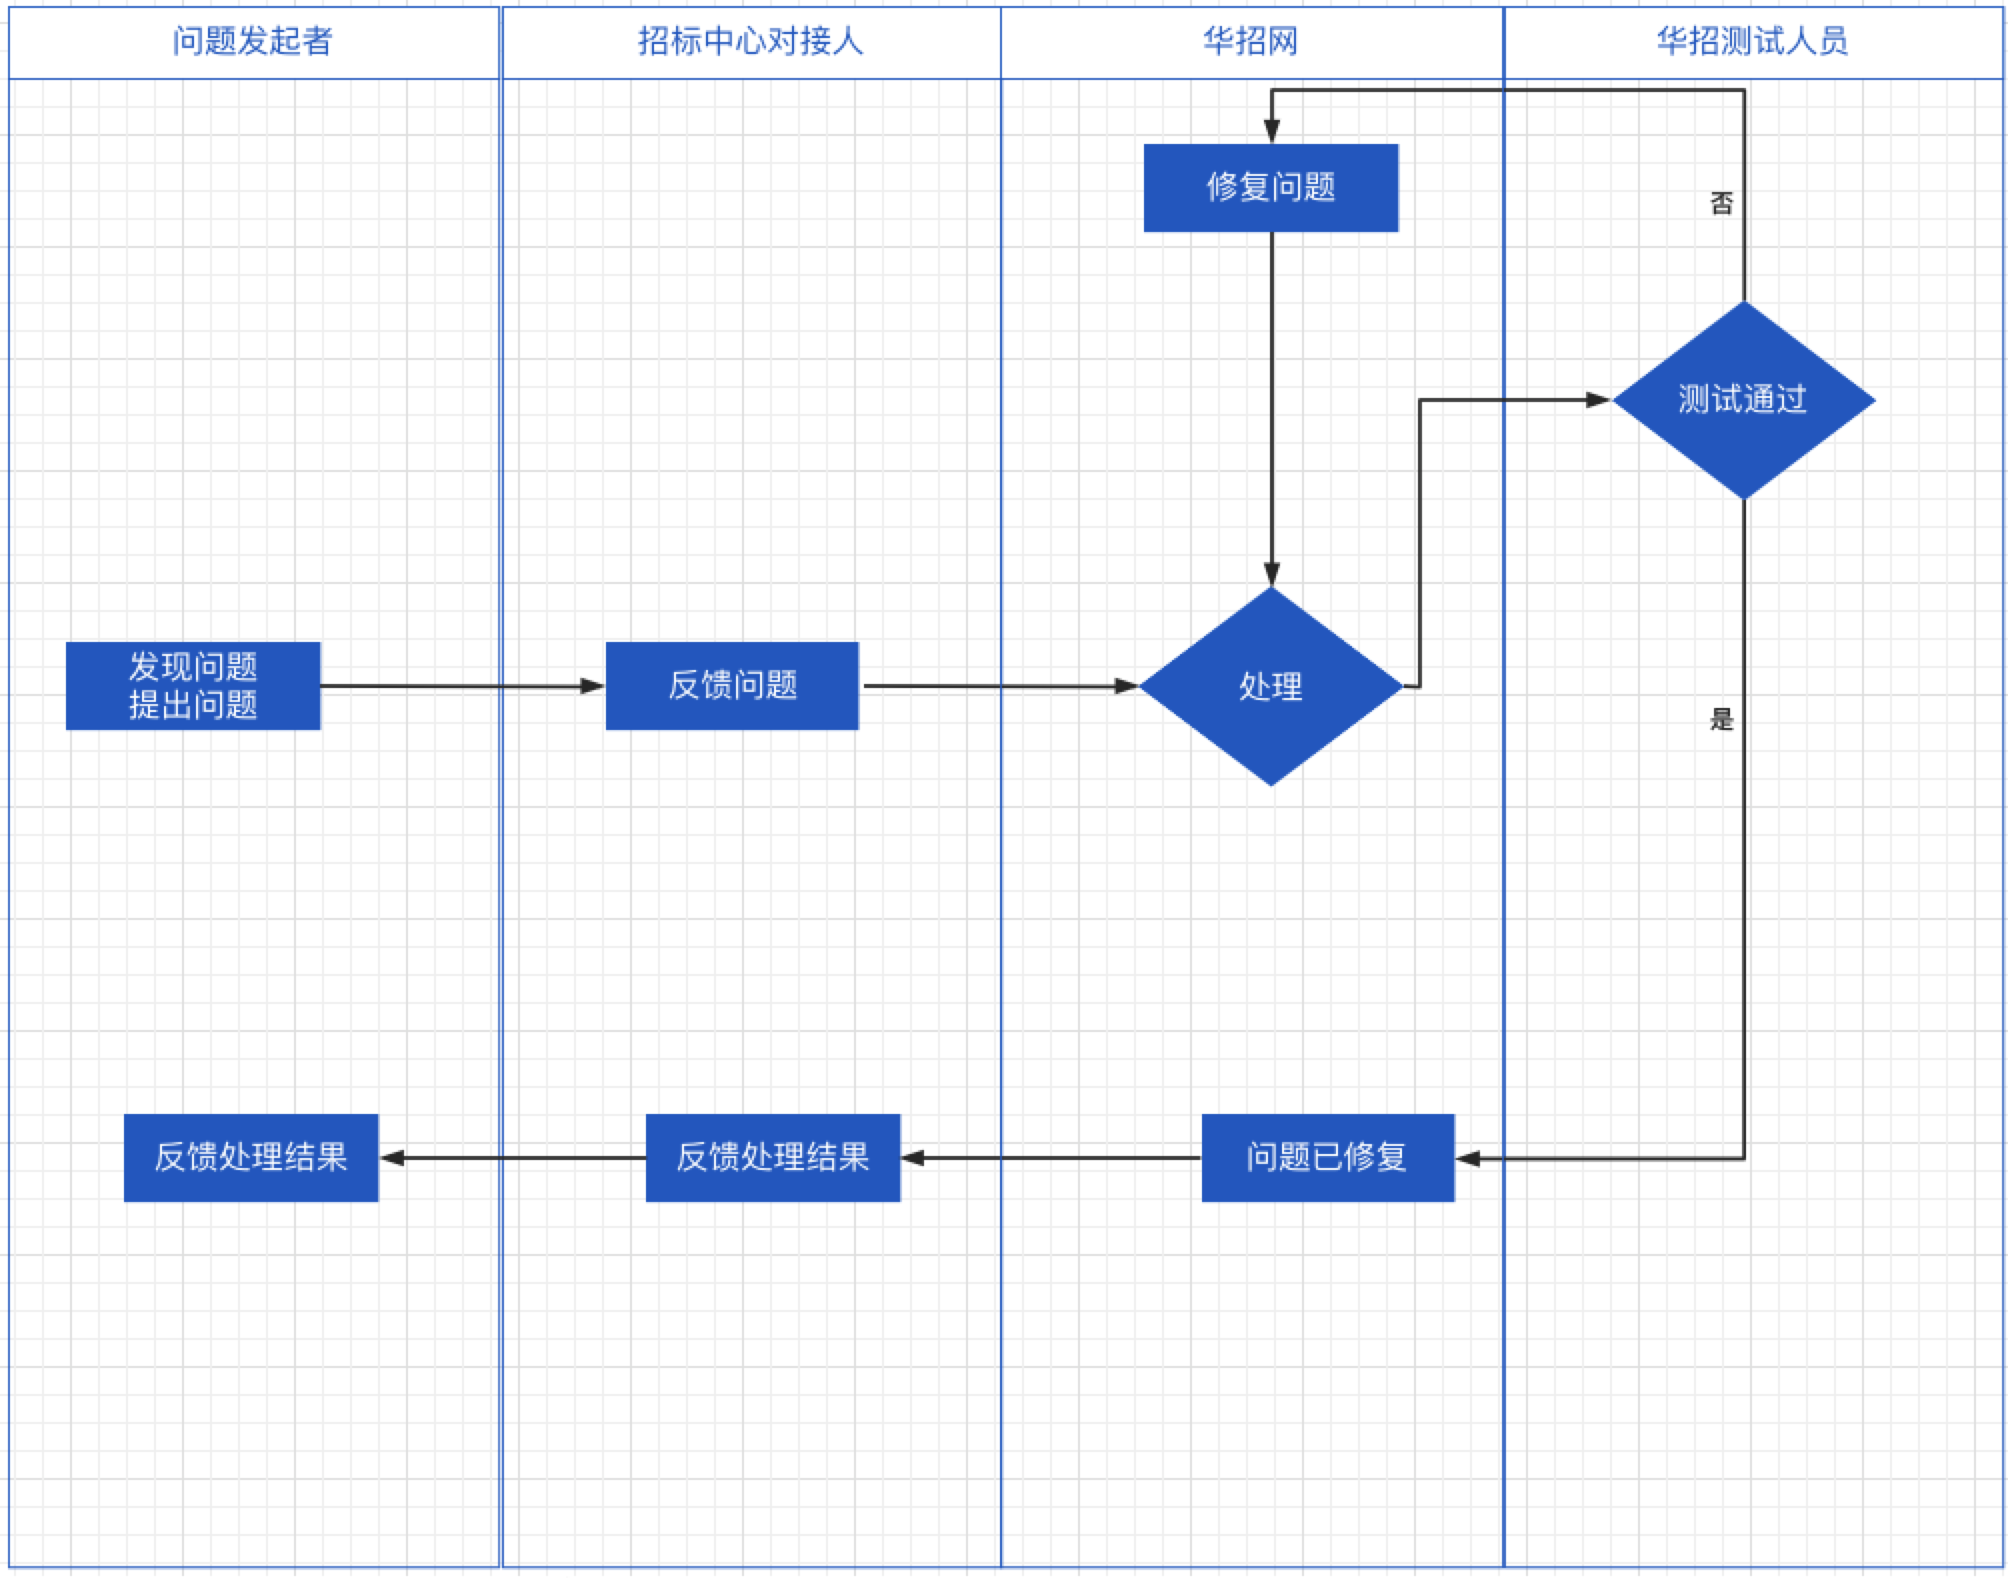 问题发起者
招标中心对接人
华招网
华招测试人员
修复问题
否
测试通过
发现问题
提出问题
反馈问题
处理
是
反馈处理结果
反馈处理结果
问题已修复